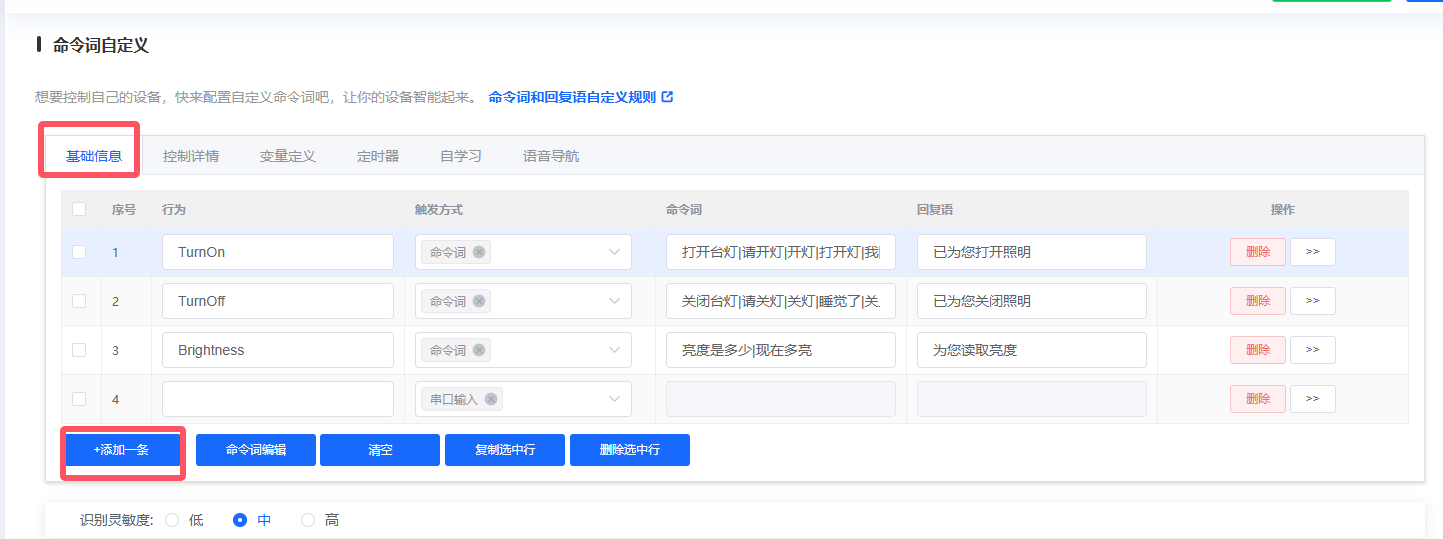 命令词自定义
想要控制自己的设备，快来配置自定义命令词吧，让你的设备智能起来。 命令词和回复语自定义规则
基础信息 控制详情 变量定义 定时器 自学习 语音导航
序号 行为 触发方式 命令词 回复语 操作
1 TurnOn 命令词 打开台灯|请开灯|开灯|打开灯|我 已为您打开照明 删除 >>
2 TurnOff 命令词 关闭台灯|请关灯|关灯|睡觉了|关 已为您关闭照明 删除 >>
3 Brightness 命令词 亮度是多少|现在多亮 为您读取亮度 删除 >>
4 串口输入 删除 >>
+添加一条 命令词编辑 清空 复制选中行 删除选中行
识别灵敏度: 低 中 高